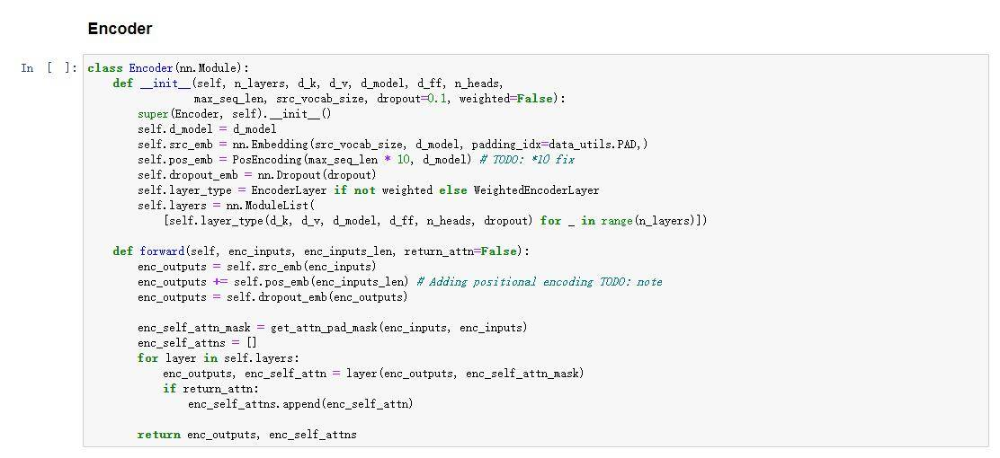 Encoder
In [ ]: class Encoder(nn.Module):
    def __init__(self, n_layers, d_k, d_v, d_model, d_ff, n_heads,
                 max_seq_len, src_vocab_size, dropout=0.1, weighted=False):
        super(Encoder, self).__init__()
        self.d_model = d_model
        self.src_emb = nn.Embedding(src_vocab_size, d_model, padding_idx=data_utils.PAD,)
        self.pos_emb = PosEncoding(max_seq_len * 10, d_model) # TODO: *10 fix
        self.dropout_emb = nn.Dropout(dropout)
        self.layer_type = EncoderLayer if not weighted else WeightedEncoderLayer
        self.layers = nn.ModuleList(
            [self.layer_type(d_k, d_v, d_model, d_ff, n_heads, dropout) for _ in range(n_layers)])
    def forward(self, enc_inputs, enc_inputs_len, return_attn=False):
        enc_outputs = self.src_emb(enc_inputs)
        enc_outputs += self.pos_emb(enc_inputs_len) # Adding positional encoding TODO: note
        enc_outputs = self.dropout_emb(enc_outputs)
        enc_self_attn_mask = get_attn_pad_mask(enc_inputs, enc_inputs)
        enc_self_attns = []
        for layer in self.layers:
            enc_outputs, enc_self_attn = layer(enc_outputs, enc_self_attn_mask)
            if return_attn:
                enc_self_attns.append(enc_self_attn)
        return enc_outputs, enc_self_attns